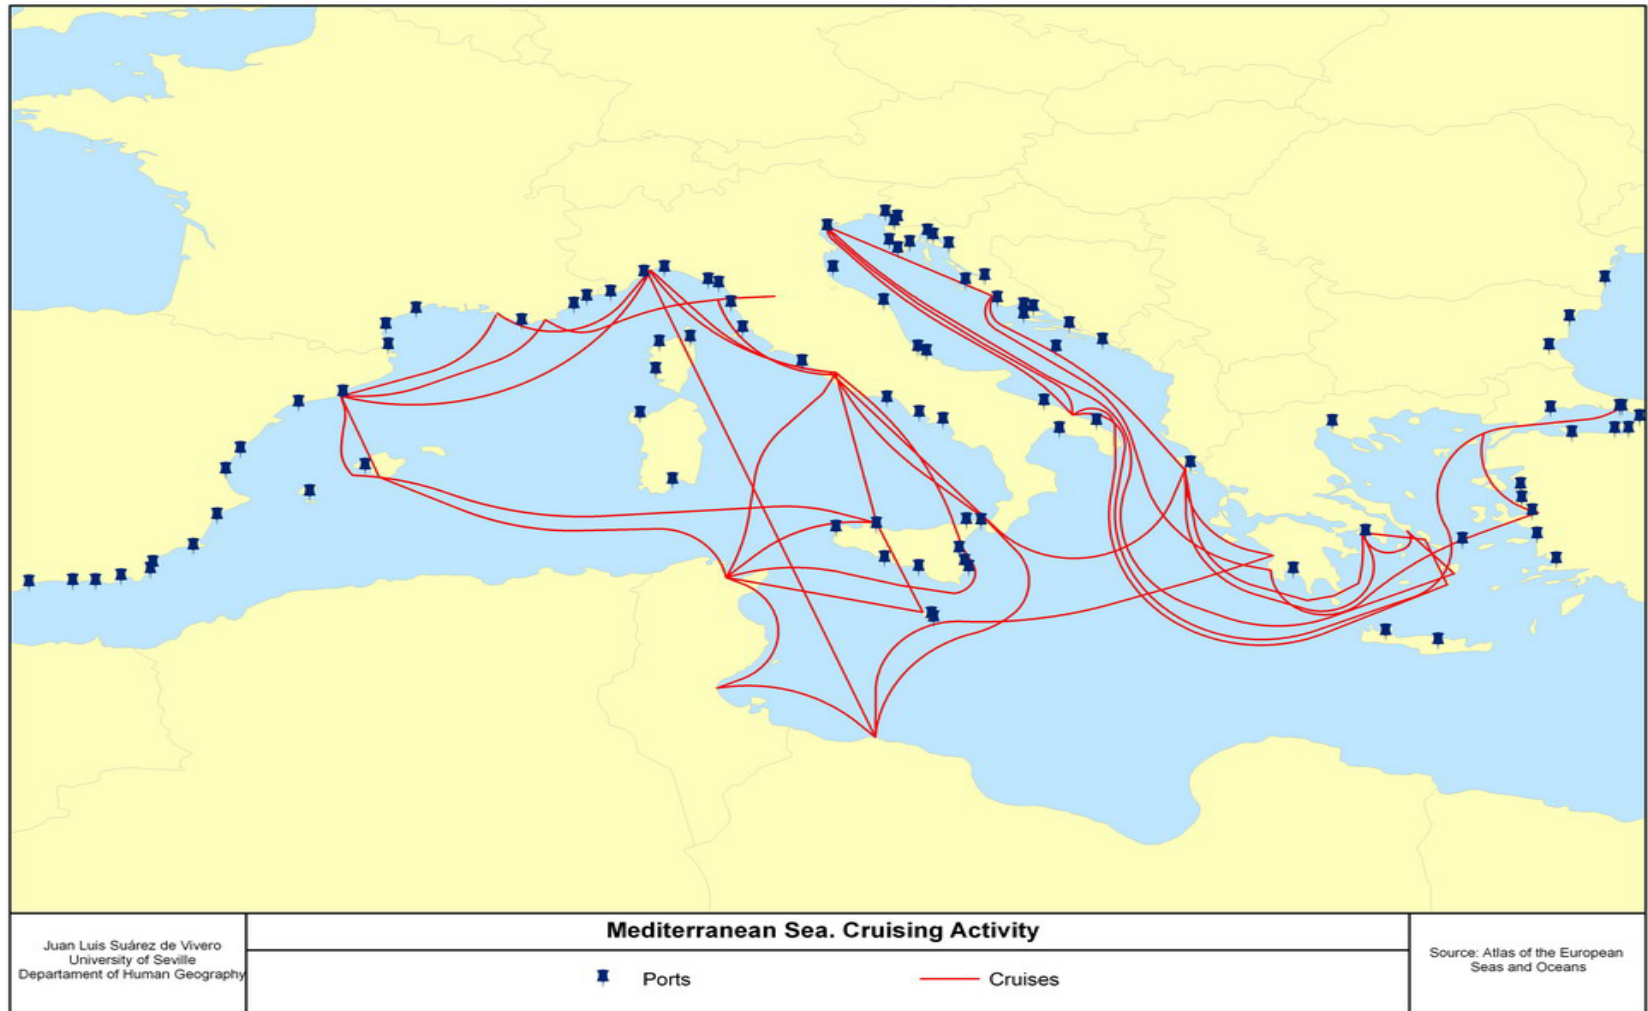 Mediterranean Sea. Cruising Activity
Juan Luis Suárez de Vivero
University of Seville
Departament of Human Geography
Ports
Cruises
Source: Atlas of the European
Seas and Oceans